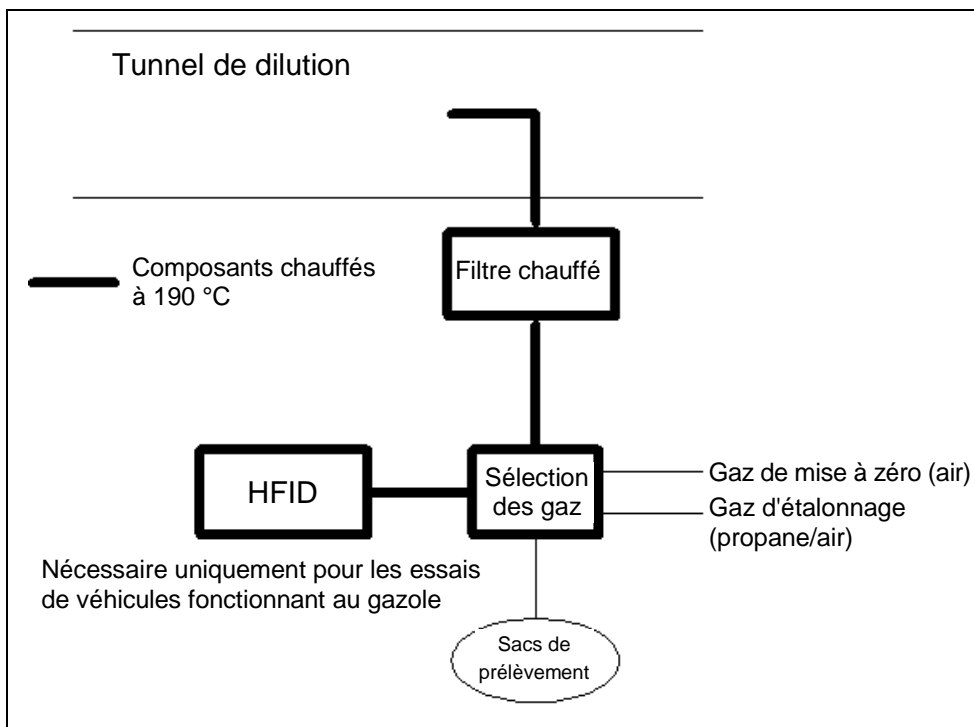 Tunnel de dilution
Composants chauffés
à 190 °C
Filtre chauffé
HFID
Sélection
des gaz
Gaz de mise à zéro (air)
Gaz d'étalonnage
(propane/air)
Nécessaire uniquement pour les essais
de véhicules fonctionnant au gazole
Sacs de
prélèvement